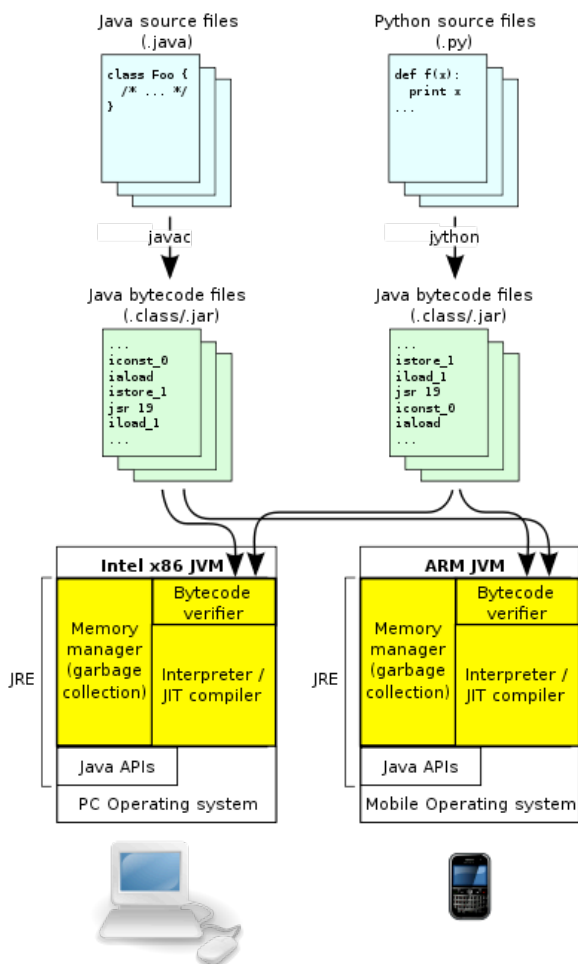 Java source files
(.java)
class Foo {
/* ... */
}
javac
Java bytecode files
(.class/.jar)
...
iconst_0
iaload
istore_1
jsr 19
iload_1
...
Python source files
(.py)
def f(x):
print x
...
jython
Java bytecode files
(.class/.jar)
...
istore_1
iload_1
jsr 19
iconst_0
iaload
...
Intel x86 JVM
Bytecode
verifier
Memory
manager
(garbage
collection)
Interpreter /
JIT compiler
JRE
Java APIs
PC Operating system
ARM JVM
Bytecode
verifier
Memory
manager
(garbage
collection)
Interpreter /
JIT compiler
JRE
Java APIs
Mobile Operating system